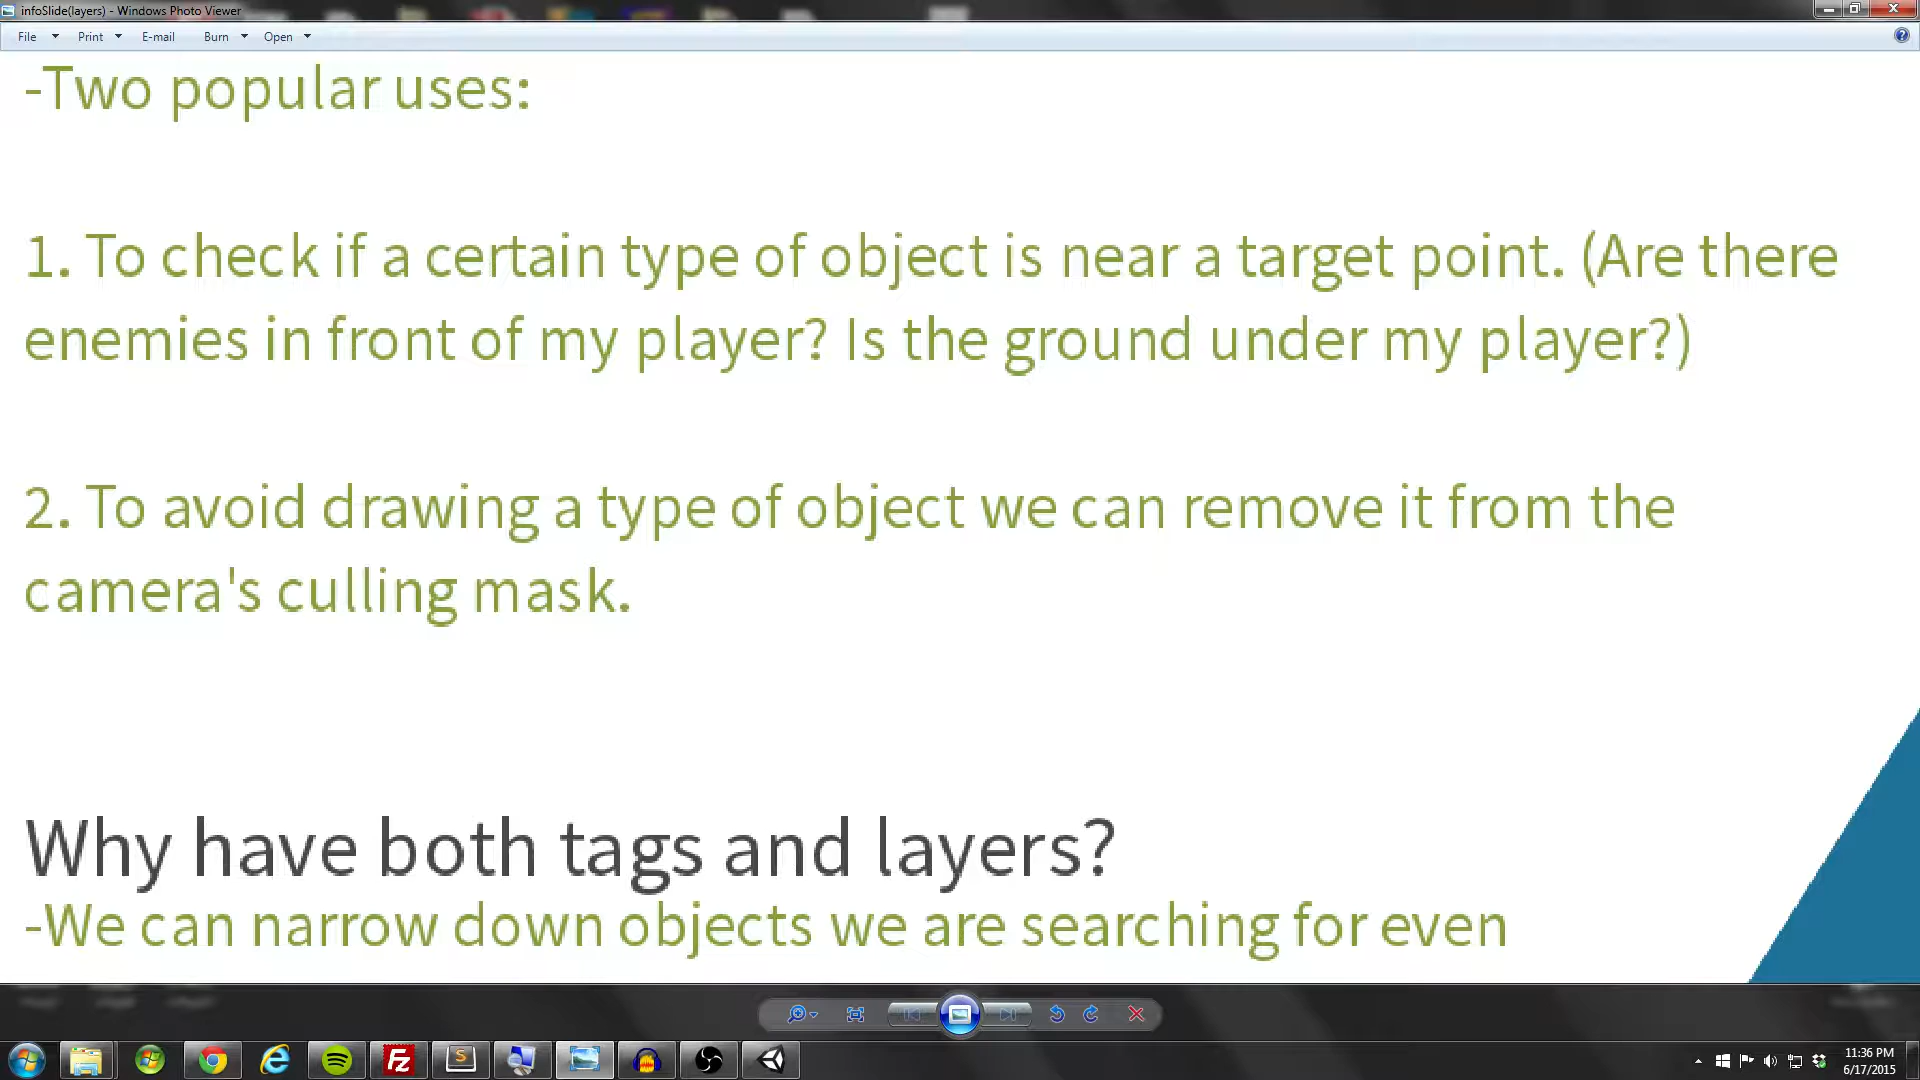 infoSlide(layers) - Windows Photo Viewer
File Print E-mail Burn Open
-Two popular uses:
1. To check if a certain type of object is near a target point. (Are there
enemies in front of my player? Is the ground under my player?)
2. To avoid drawing a type of object we can remove it from the
camera's culling mask.
Why have both tags and layers?
-We can narrow down objects we are searching for even
11:36 PM
6/17/2015